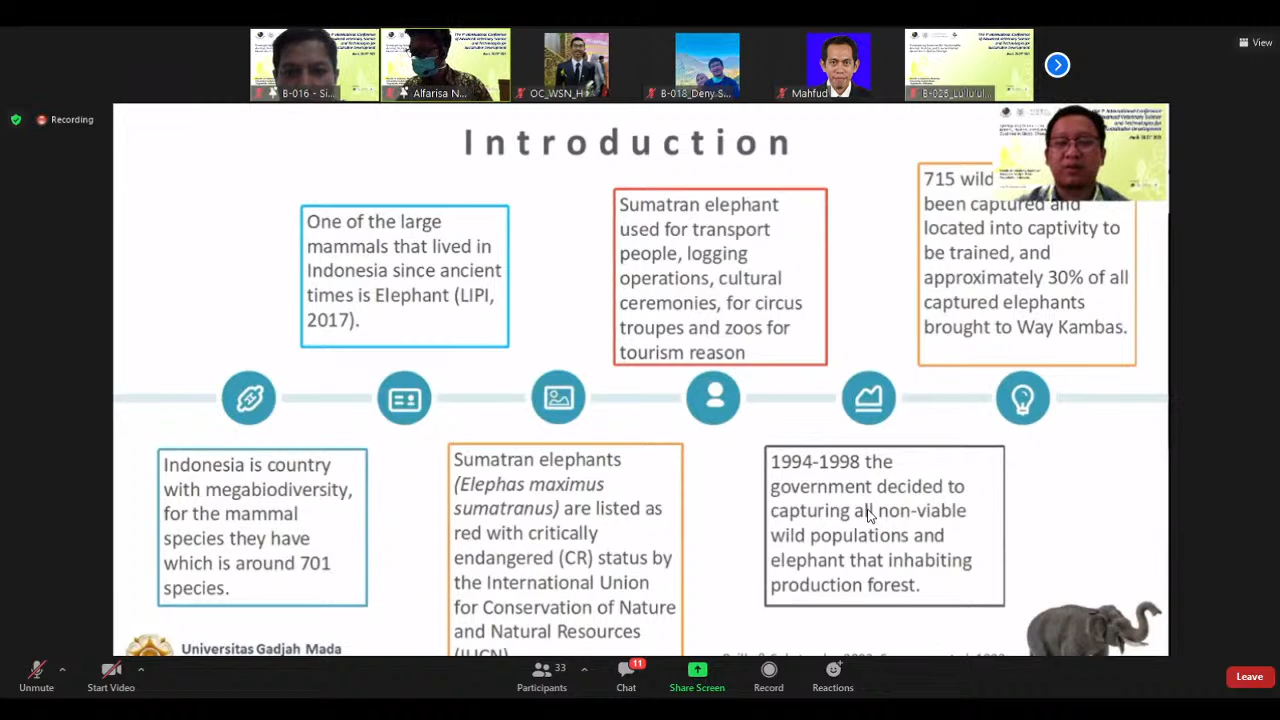 View
B-016 - Si...
Alfarisa N...
OC_WSN_H
B-018_Deny S...
Mahfud
B-025_Lu'lu'ul...
Recording
Introduction
One of the large
mammals that lived in
Indonesia since ancient
times is Elephant (LIPI,
2017).
Sumatran elephant
used for transport
people, logging
operations, cultural
ceremonies, for circus
troupes and zoos for
tourism reason
715 wild
been captured and
located into captivity to
be trained, and
approximately 30% of all
captured elephants
brought to Way Kambas.
Indonesia is country
with megabiodiversity,
for the mammal
species they have
which is around 701
species.
Sumatran elephants
(Elephas maximus
sumatranus) are listed as
red with critically
endangered (CR) status by
the International Union
for Conservation of Nature
and Natural Resources
(IUCN)
1994-1998 the
government decided to
capturing all non-viable
wild populations and
elephant that inhabiting
production forest.
Universitas Gadjah Mada
Unmute
Start Video
33
Participants
11
Chat
Share Screen
Record
Reactions
Leave